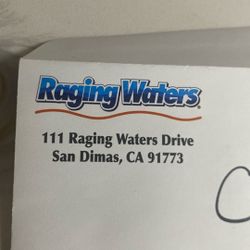 Raging Waters®
111 Raging Waters Drive
San Dimas, CA 91773